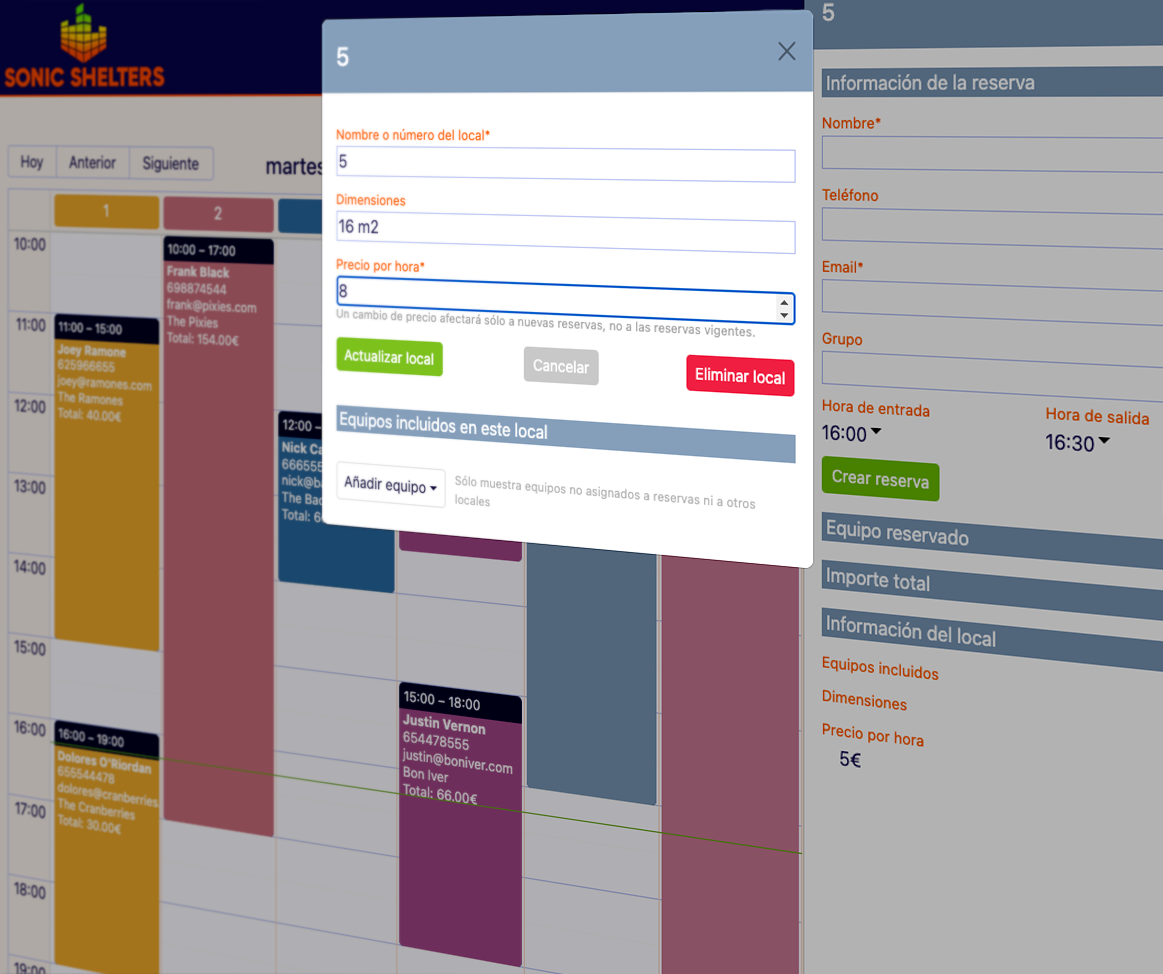 SONIC SHELTERS
Hoy
Anterior
Siguiente
martes
1
2
10:00
11:00
12:00
13:00
14:00
15:00
16:00
17:00
18:00
19:00
11:00 – 15:00
Joey Ramone
625966655
joey@ramones.com
The Ramones
Total: 40.00€
16:00 – 19:00
Dolores O'Riordan
655544478
dolores@cranberries
The Cranberries
Total: 30.00€
10:00 – 17:00
Frank Black
698874544
frank@pixies.com
The Pixies
Total: 154.00€
12:00 –
Nick Ca
666555
nick@ba
The Bad
Total: 6
15:00 – 18:00
Justin Vernon
654478555
justin@boniver.com
Bon Iver
Total: 66.00€
5
Nombre o número del local*
5
Dimensiones
16 m2
Precio por hora*
8
Un cambio de precio afectará sólo a nuevas reservas, no a las reservas vigentes.
Actualizar local
Cancelar
Eliminar local
Equipos incluidos en este local
Añadir equipo
Sólo muestra equipos no asignados a reservas ni a otros
locales
5
Información de la reserva
Nombre*
Teléfono
Email*
Grupo
Hora de entrada
Hora de salida
16:00
16:30
Crear reserva
Equipo reservado
Importe total
Información del local
Equipos incluidos
Dimensiones
Precio por hora
5€